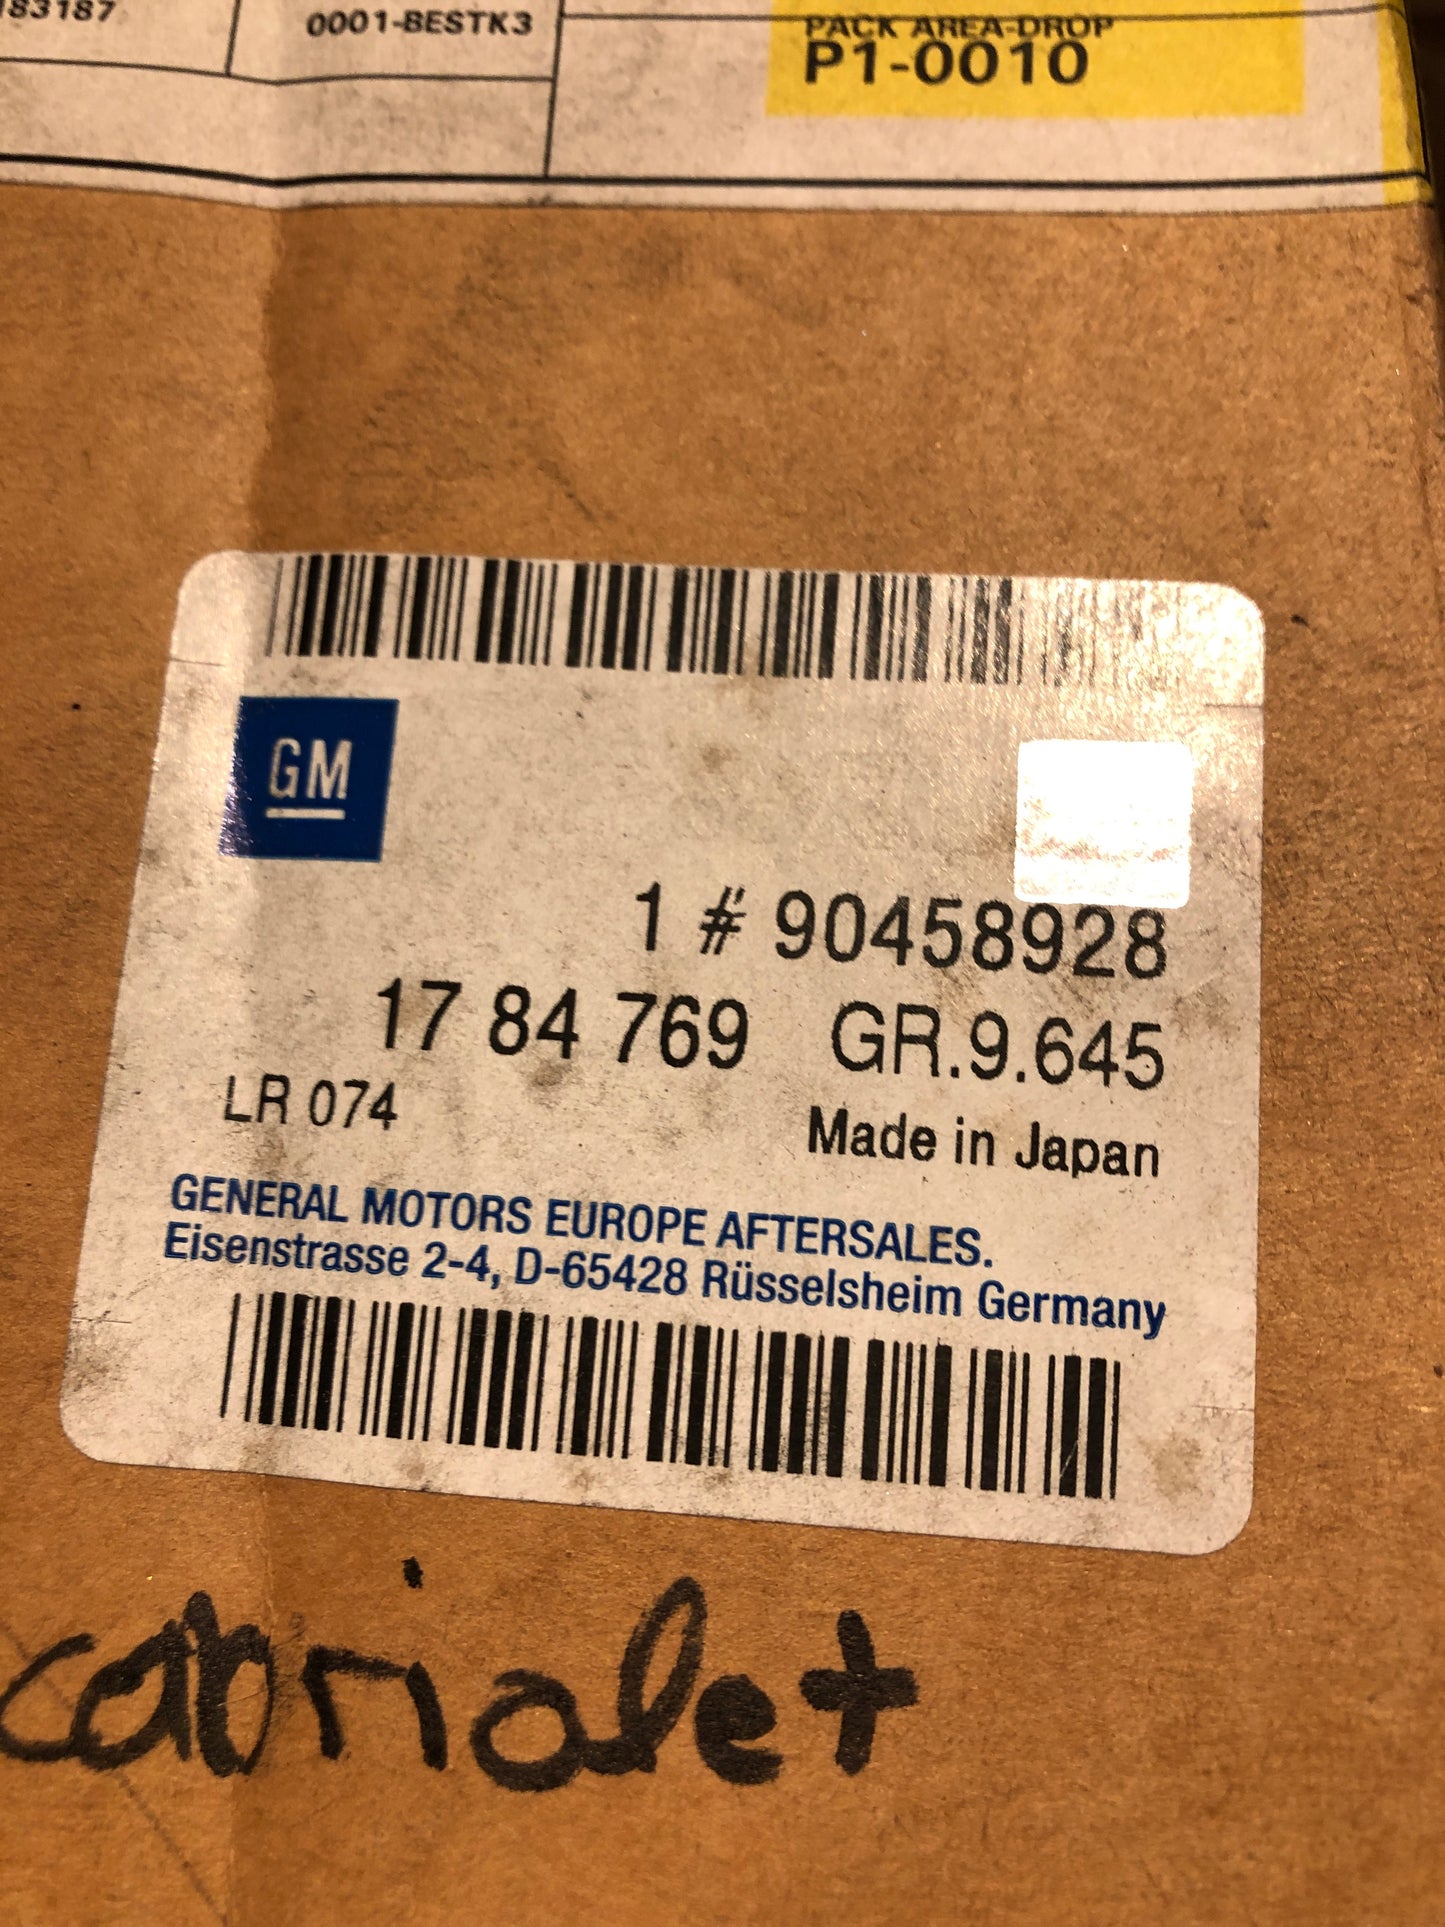 183187
0001-BESTK3
PACK AREA-DROP
P1-0010
GM
1 # 90458928
17 84 769 GR.9.645
LR 074
Made in Japan
GENERAL MOTORS EUROPE AFTERSALES.
Eisenstrasse 2-4, D-65428 Rüsselsheim Germany
cabrialet